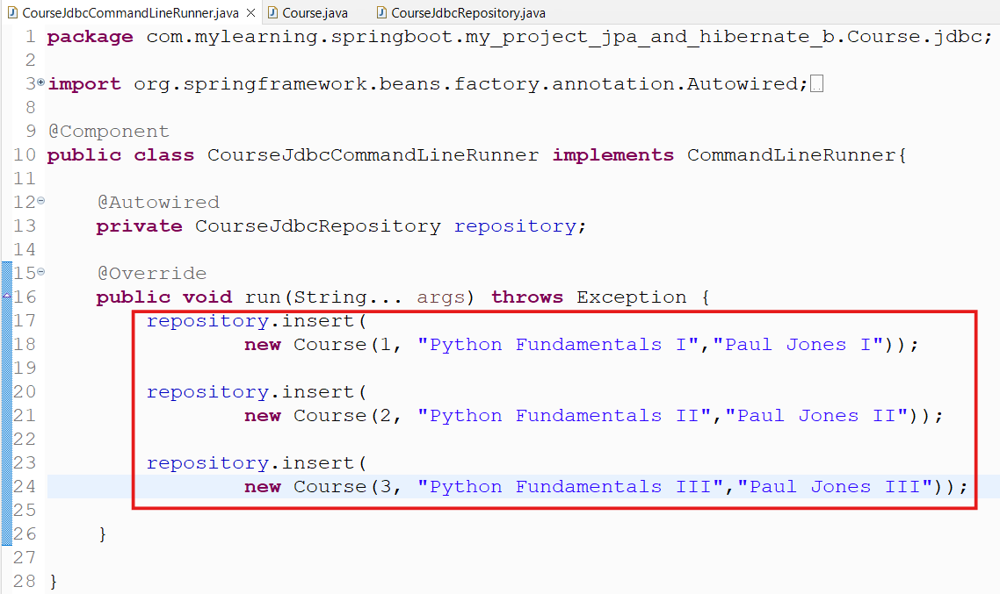 CourseJdbcCommandLineRunner.java Course.java CourseJdbcRepository.java
1 package com.mylearning.springboot.my_project_jpa_and_hibernate_b.Course.jdbc;
2
3 import org.springframework.beans.factory.annotation.Autowired;
8
9 @Component
10 public class CourseJdbcCommandLineRunner implements CommandLineRunner{
11
12 @Autowired
13 private CourseJdbcRepository repository;
14
15 @Override
16 public void run(String... args) throws Exception {
17 repository.insert(
18 new Course(1, "Python Fundamentals I","Paul Jones I"));
19
20 repository.insert(
21 new Course(2, "Python Fundamentals II","Paul Jones II"));
22
23 repository.insert(
24 new Course(3, "Python Fundamentals III","Paul Jones III"));
25
26 }
27
28 }